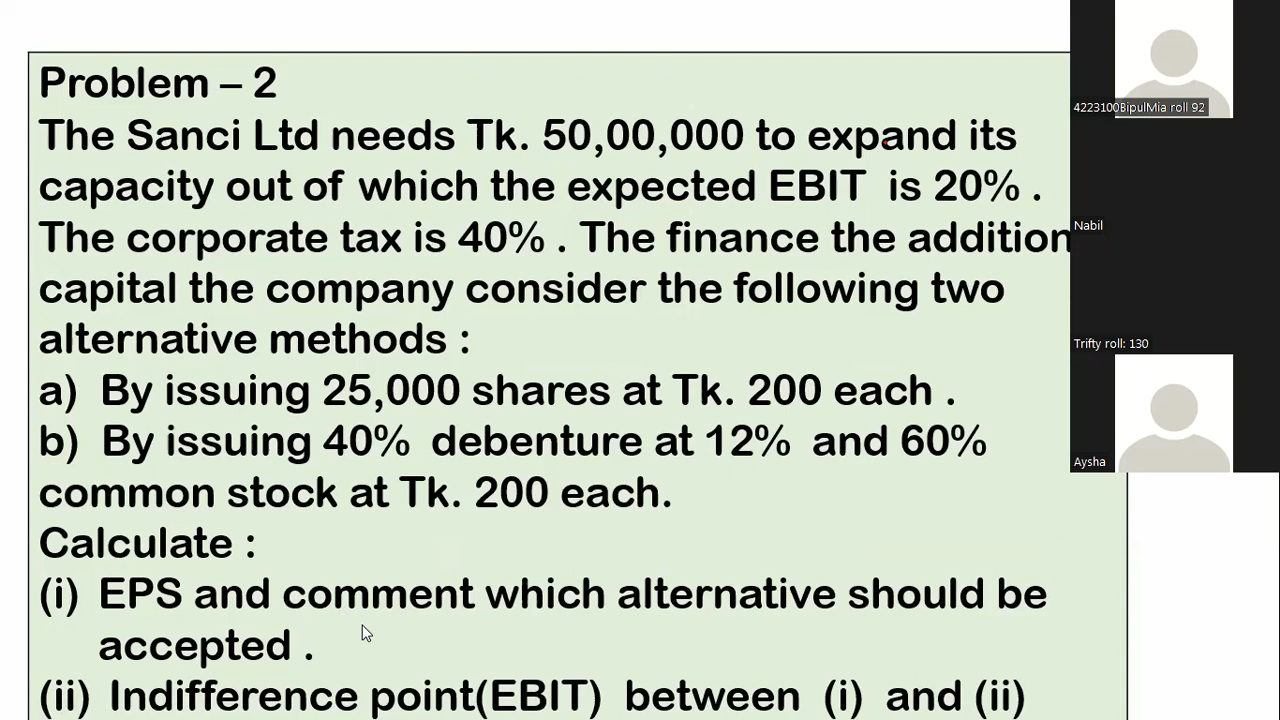 Problem – 2
The Sanci Ltd needs Tk. 50,00,000 to expand its
capacity out of which the expected EBIT is 20% .
The corporate tax is 40% . The finance the addition
capital the company consider the following two
alternative methods :
a) By issuing 25,000 shares at Tk. 200 each .
b) By issuing 40% debenture at 12% and 60%
common stock at Tk. 200 each.
Calculate :
(i) EPS and comment which alternative should be
accepted .
(ii) Indifference point(EBIT) between (i) and (ii)
4223100BipulMia roll 92
Nabil
Trifty roll: 130
Aysha